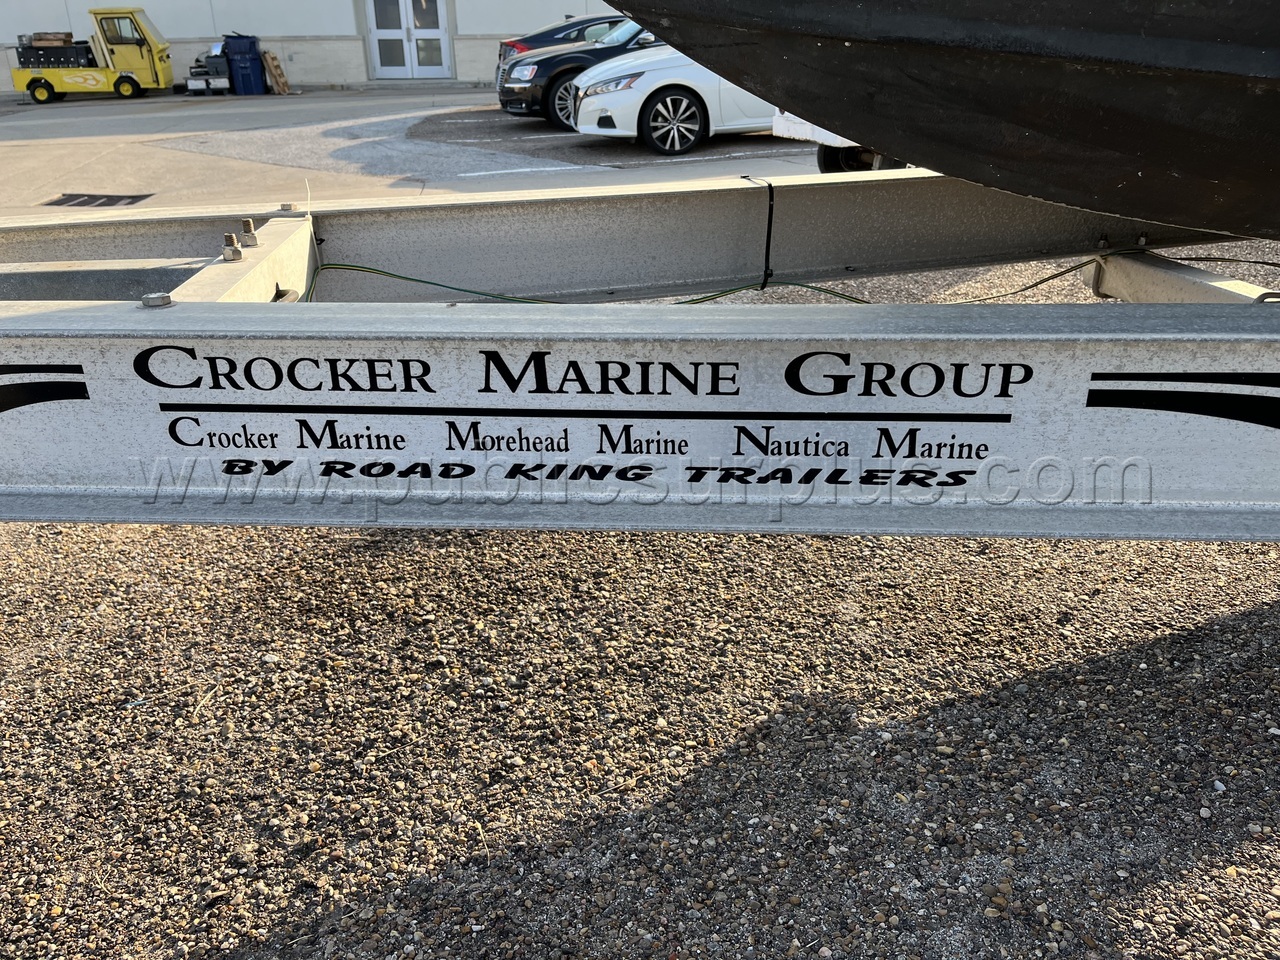 CROCKER MARINE GROUP
Crocker Marine Morehead Marine Nautica Marine
BY ROAD KING TRAILERS
www.publicsurplus.com